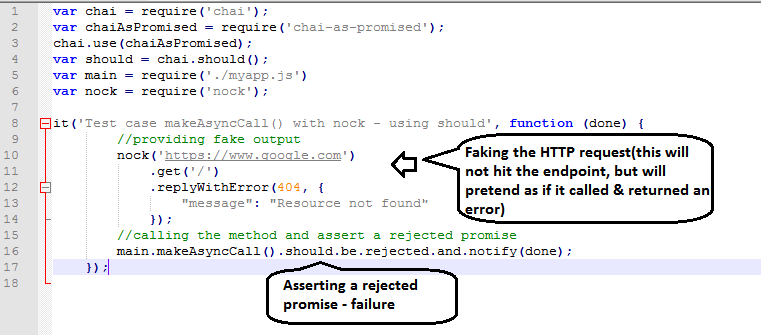 1 var chai = require('chai');
2 var chaiAsPromised = require('chai-as-promised');
3 chai.use(chaiAsPromised);
4 var should = chai.should();
5 var main = require('./myapp.js')
6 var nock = require('nock');
7
8 it('Test case makeAsyncCall() with nock - using should', function (done) {
9 //providing fake output
10 nock('https://www.google.com')
11 .get('/')
12 .replyWithError(404, {
13 "message": "Resource not found"
14 });
15 //calling the method and assert a rejected promise
16 main.makeAsyncCall().should.be.rejected.and.notify(done);
17 });
18
Faking the HTTP request(this will
not hit the endpoint, but will
pretend as if it called & returned an
error)
Asserting a rejected
promise - failure